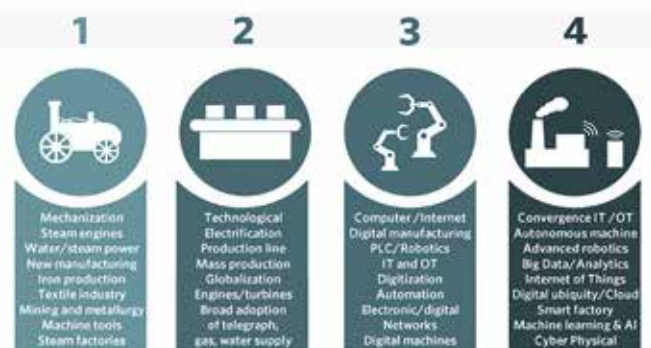 1
Mechanization
Steam engines
Water/steam power
New manufacturing
Iron production
Textile industry
Mining and metallurgy
Machine tools
Steam factories
2
Technological
Electrification
Production line
Mass production
Globalization
Engines/turbines
Broad adoption
of telegraph,
gas, water supply
3
Computer/Internet
Digital manufacturing
PLC/Robotics
IT and OT
Digitization
Automation
Electronic/digital
Networks
Digital machines
4
Convergence IT/OT
Autonomous machine
Advanced robotics
Big Data/Analytics
Internet of Things
Digital ubiquity/Cloud
Smart factory
Machine learning & AI
Cyber Physical